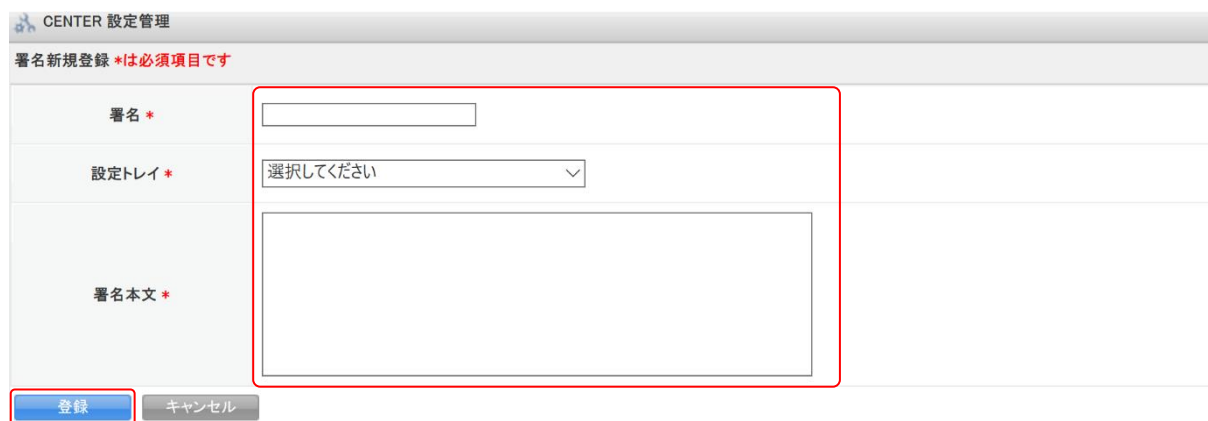 CENTER 設定管理
署名新規登録 *は必須項目です
署名 *
設定トレイ *
選択してください
署名本文 *
登録 キャンセル